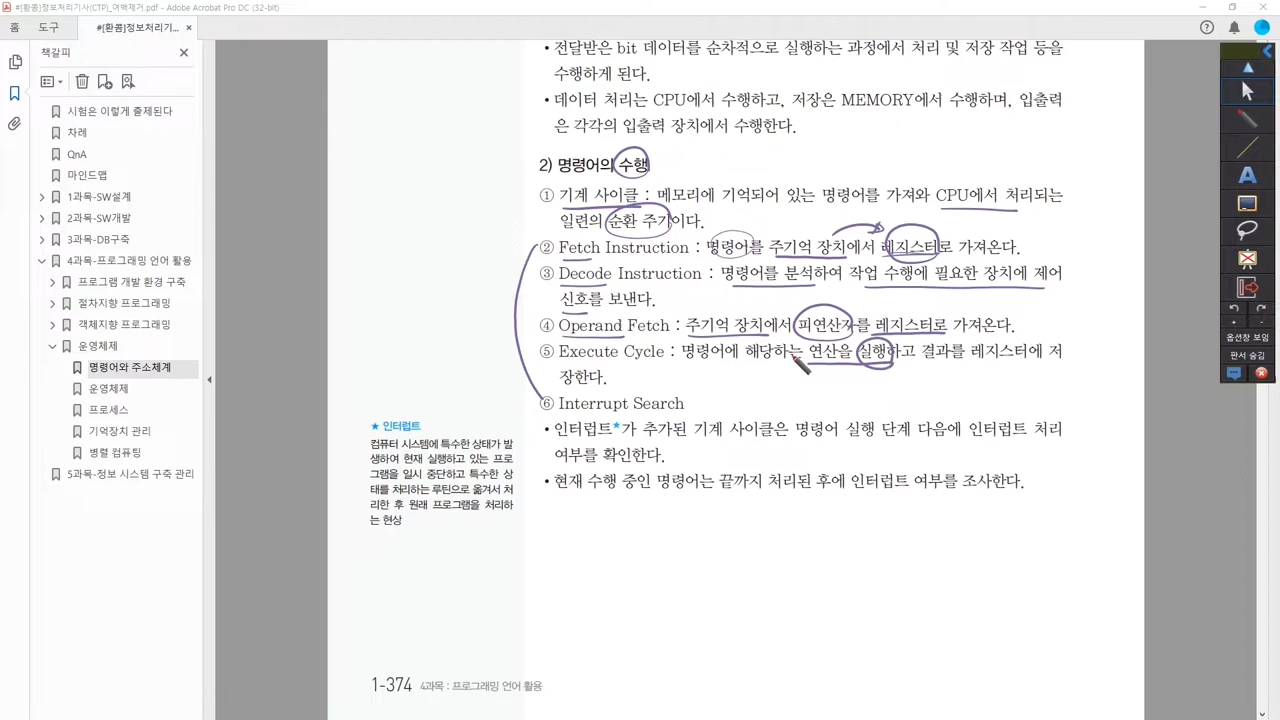 #[환콤]정보처리기사(CTP)_여백제거.pdf - Adobe Acrobat Pro DC (32-bit)
홈
도구
#[환콤]정보처리기...
책갈피
시험은 이렇게 출제된다
차례
QnA
마인드맵
1과목-SW설계
2과목-SW개발
3과목-DB구축
4과목-프로그래밍 언어 활용
프로그램 개발 환경 구축
절차지향 프로그래밍
객체지향 프로그래밍
운영체제
명령어와 주소체계
운영체제
프로세스
기억장치 관리
병렬 컴퓨팅
5과목-정보 시스템 구축 관리
• 전달받은 bit 데이터를 순차적으로 실행하는 과정에서 처리 및 저장 작업 등을
수행하게 된다.
• 데이터 처리는 CPU에서 수행하고, 저장은 MEMORY에서 수행하며, 입출력
은 각각의 입출력 장치에서 수행한다.
2) 명령어의 수행
① 기계 사이클 : 메모리에 기억되어 있는 명령어를 가져와 CPU에서 처리되는
일련의 순환 주기이다.
② Fetch Instruction : 명령어를 주기억 장치에서 레지스터로 가져온다.
③ Decode Instruction : 명령어를 분석하여 작업 수행에 필요한 장치에 제어
신호를 보낸다.
④ Operand Fetch : 주기억 장치에서 피연산자를 레지스터로 가져온다.
⑤ Execute Cycle : 명령어에 해당하는 연산을 실행하고 결과를 레지스터에 저
장한다.
⑥ Interrupt Search
• 인터럽트★가 추가된 기계 사이클은 명령어 실행 단계 다음에 인터럽트 처리
여부를 확인한다.
• 현재 수행 중인 명령어는 끝까지 처리된 후에 인터럽트 여부를 조사한다.
★ 인터럽트
컴퓨터 시스템에 특수한 상태가 발
생하여 현재 실행하고 있는 프로
그램을 일시 중단하고 특수한 상
태를 처리하는 루틴으로 옮겨서 처
리한 후 원래 프로그램을 처리하
는 현상
1-374 4과목 : 프로그래밍 언어 활용
A
옵션창 보임
판서 숨김